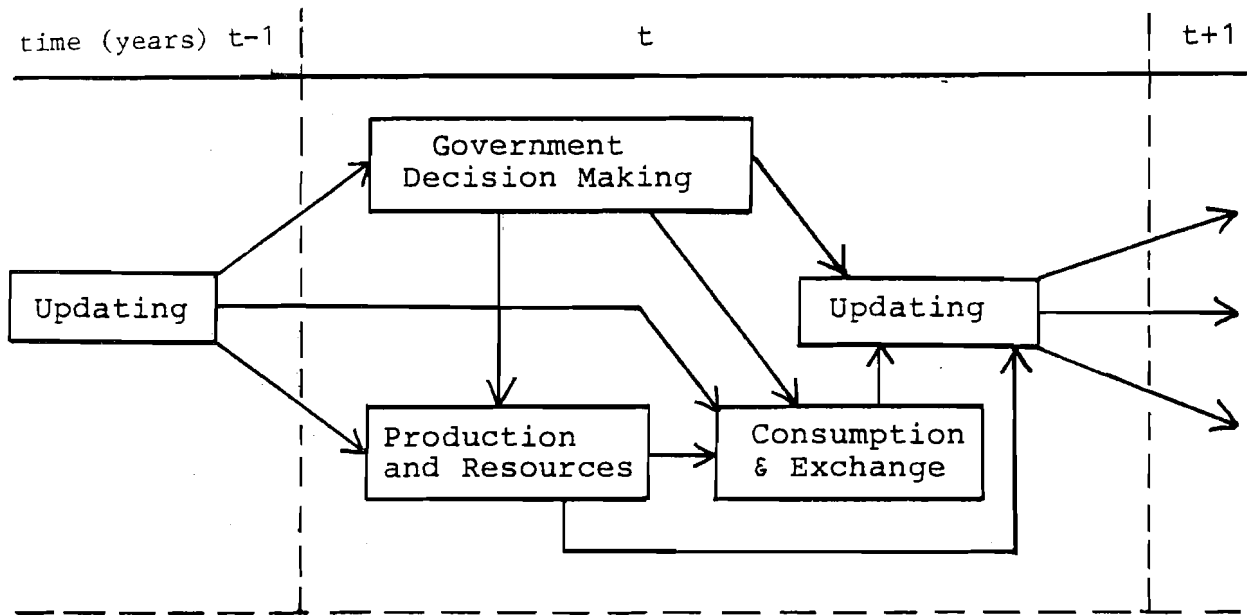 time (years) t-1 t t+1
Government
Decision Making
Updating
Updating
Production
and Resources
Consumption
& Exchange